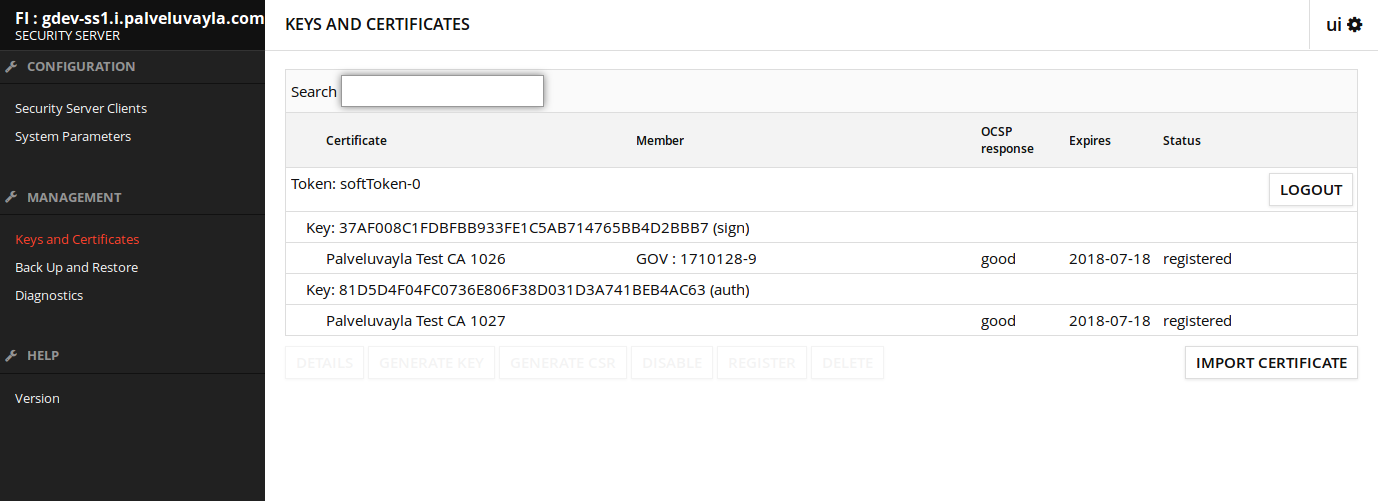 FI : gdev-ss1.i.palveluvayla.com
SECURITY SERVER
KEYS AND CERTIFICATES
ui
CONFIGURATION
Security Server Clients
System Parameters
MANAGEMENT
Keys and Certificates
Back Up and Restore
Diagnostics
HELP
Version
Search
Certificate Member OCSP response Expires Status
Token: softToken-0 LOGOUT
Key: 37AF008C1FDBFBB933FE1C5AB714765BB4D2BBB7 (sign)
Palveluvayla Test CA 1026 GOV : 1710128-9 good 2018-07-18 registered
Key: 81D5D4F04FC0736E806F38D031D3A741BEB4AC63 (auth)
Palveluvayla Test CA 1027 good 2018-07-18 registered
DETAILS GENERATE KEY GENERATE CSR DISABLE REGISTER DELETE IMPORT CERTIFICATE